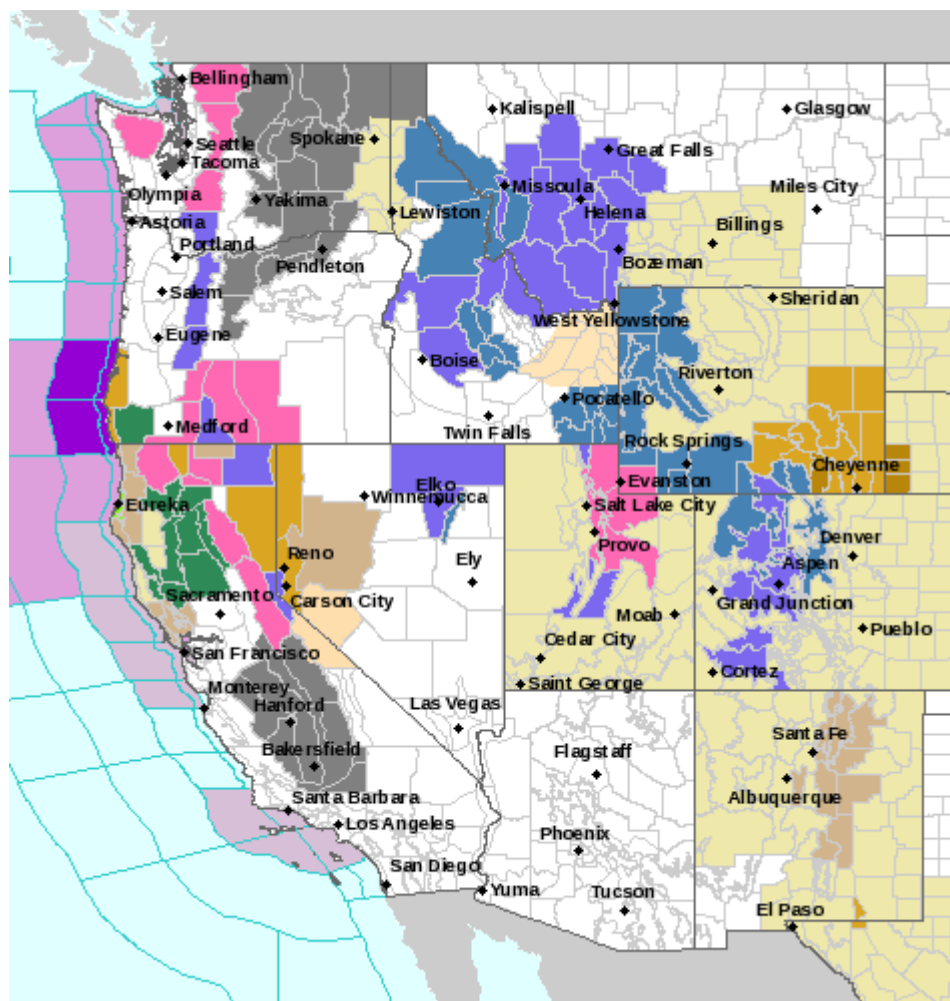 Bellingham
Kalispell
Glasgow
Spokane
Seattle
Great Falls
Tacoma
Olympia
Missoula
Miles City
Yakima
Helena
Astoria
Lewiston
Billings
Portland
Bozeman
Pendleton
Salem
Sheridan
West Yellowstone
Eugene
Boise
Riverton
Pocatello
Medford
Twin Falls
Rock Springs
Cheyenne
Elko
Evanston
Winnemucca
Eureka
Salt Lake City
Reno
Provo
Denver
Ely
Aspen
Sacramento
Carson City
Grand Junction
Moab
Pueblo
San Francisco
Cedar City
Cortez
Saint George
Monterey
Hanford
Las Vegas
Bakersfield
Flagstaff
Santa Fe
Albuquerque
Santa Barbara
Los Angeles
Phoenix
San Diego
Yuma
Tucson
El Paso